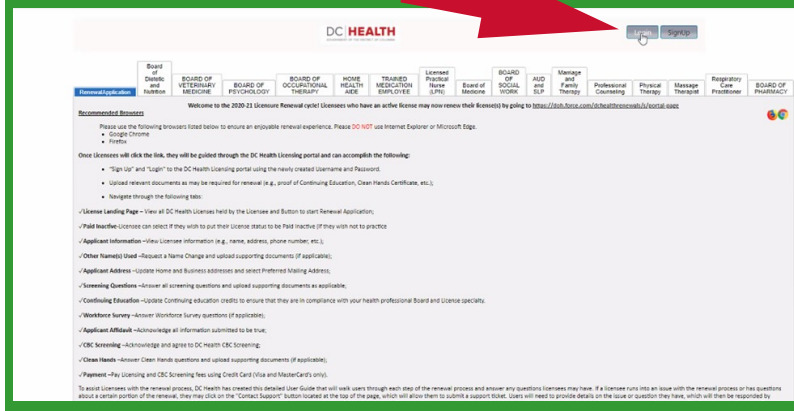 DC HEALTH
Login SignUp
RenewalApplication
Board of Dietetic and Nutrition
BOARD OF VETERINARY MEDICINE
BOARD OF PSYCHOLOGY
BOARD OF OCCUPATIONAL THERAPY
HOME HEALTH AIDE
TRAINED MEDICATION EMPLOYEE
Licensed Practical Nurse (LPN)
Board of Medicine
BOARD OF SOCIAL WORK
AUD and SLP
Marriage and Family Therapy
Professional Counseling
Physical Therapy
Massage Therapist
Respiratory Care Practitioner
BOARD OF PHARMACY
Welcome to the 2020-21 Licensure Renewal cycle! Licensees who have an active license may now renew their license(s) by going to https://doh.force.com/dchealthrenewals/s/portal-page
Recommended Browsers
Please use the following browsers listed below to ensure an enjoyable renewal experience. Please DO NOT use Internet Explorer or Microsoft Edge.
• Google Chrome
• Firefox
Once Licensees will click the link, they will be guided through the DC Health Licensing portal and can accomplish the following:
• "Sign Up" and "Login" to the DC Health Licensing portal using the newly created Username and Password.
• Upload relevant documents as may be required for renewal (e.g., proof of Continuing Education, Clean Hands Certificate, etc.);
• Navigate through the following tabs:
√License Landing Page – View all DC Health Licenses held by the Licensee and Button to start Renewal Application;
√Paid Inactive-Licensee can select if they wish to put their License status to be Paid Inactive (if they wish not to practice
√Applicant Information –View Licensee information (e.g., name, address, phone number, etc.);
√Other Name(s) Used –Request a Name Change and upload supporting documents (if applicable);
√Applicant Address –Update Home and Business addresses and select Preferred Mailing Address;
√Screening Questions –Answer all screening questions and upload supporting documents as applicable;
√Continuing Education –Update Continuing education credits to ensure that they are in compliance with your health professional Board and License specialty.
√Workforce Survey –Answer Workforce Survey questions (if applicable);
√Applicant Affidavit –Acknowledge all information submitted to be true;
√CBC Screening –Acknowledge and agree to DC Health CBC Screening;
√Clean Hands –Answer Clean Hands questions and upload supporting documents (if applicable);
√Payment –Pay Licensing and CBC Screening fees using Credit Card (Visa and MasterCard's only).
To assist Licensees with the renewal process, DC Health has created this detailed User Guide that will walk users through each step of the renewal process and answer any questions licensees may have. If a licensee runs into an issue with the renewal process or has questions
about a certain portion of the renewal, they may click on the "Contact Support" button located at the top of the page, which will allow them to submit a support ticket. Users will need to provide details on the issue or question they have, which will then be responded by